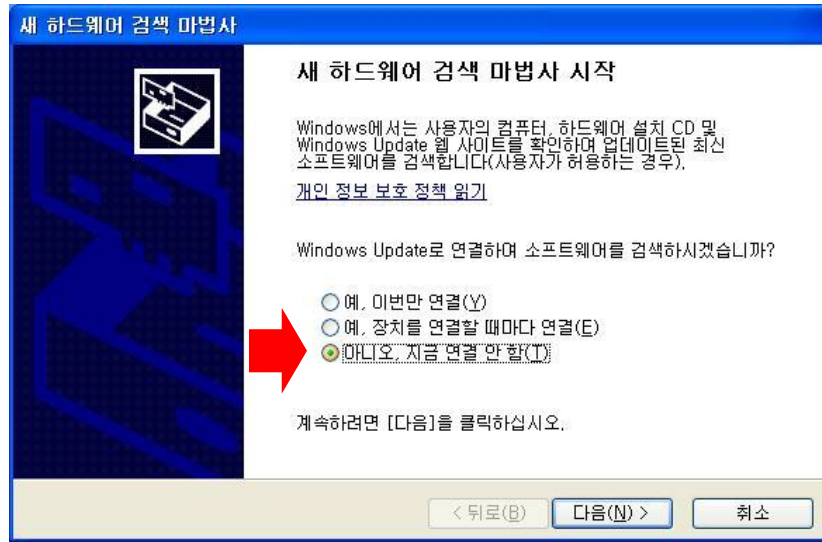 새 하드웨어 검색 마법사
새 하드웨어 검색 마법사 시작
Windows에서는 사용자의 컴퓨터, 하드웨어 설치 CD 및
Windows Update 웹 사이트를 확인하여 업데이트된 최신
소프트웨어를 검색합니다(사용자가 허용하는 경우).
개인 정보 보호 정책 읽기
Windows Update로 연결하여 소프트웨어를 검색하시겠습니까?
예, 이번만 연결(Y)
예, 장치를 연결할 때마다 연결(E)
아니오, 지금 연결 안 함(T)
계속하려면 [다음]을 클릭하십시오.
< 뒤로(B) 다음(N) > 취소